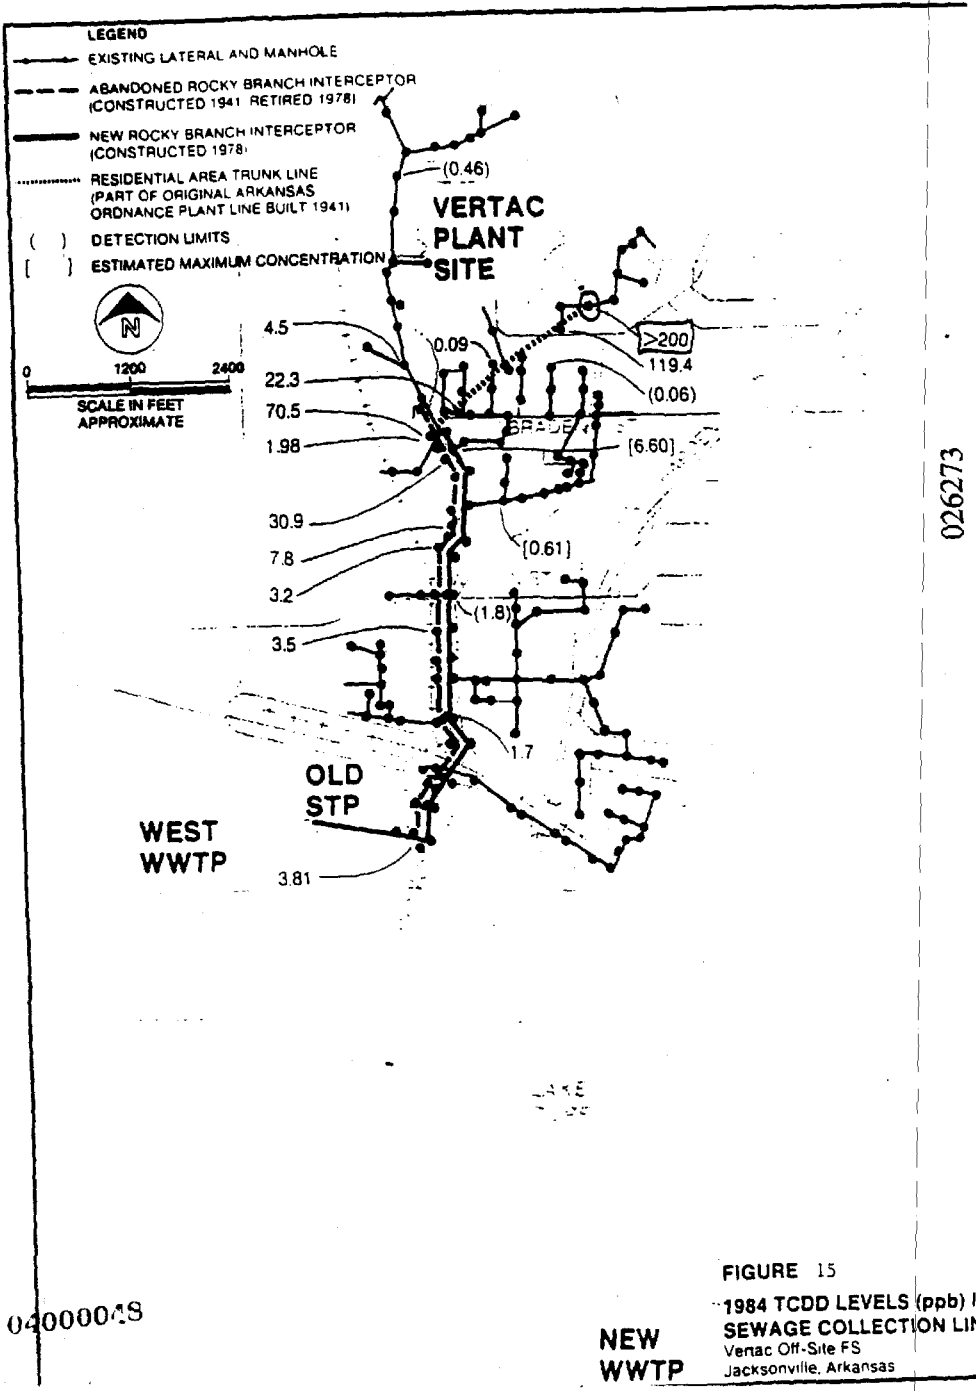 LEGEND
EXISTING LATERAL AND MANHOLE
ABANDONED ROCKY BRANCH INTERCEPTOR
(CONSTRUCTED 1941 RETIRED 1978)
NEW ROCKY BRANCH INTERCEPTOR
(CONSTRUCTED 1978)
RESIDENTIAL AREA TRUNK LINE
(PART OF ORIGINAL ARKANSAS
ORDNANCE PLANT LINE BUILT 1941)
( ) DETECTION LIMITS
[ ] ESTIMATED MAXIMUM CONCENTRATION
N
0 1200 2400
SCALE IN FEET
APPROXIMATE
(0.46)
VERTAC
PLANT
SITE
4.5
0.09
>200
119.4
22.3
(0.06)
70.5
1.98
[6.60]
30.9
7.8
[0.61]
3.2
(1.8)
3.5
1.7
OLD
STP
WEST
WWTP
3.81
026273
LAKE
FIGURE 15
1984 TCDD LEVELS (ppb) I
SEWAGE COLLECTION LIN
Vertac Off-Site FS
Jacksonville, Arkansas
NEW
WWTP